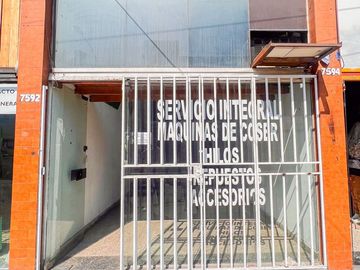 7592
7594
SERVICIO INTEGRAL
MAQUINAS DE COSER
HILOS
REPUESTOS
ACCESORIOS